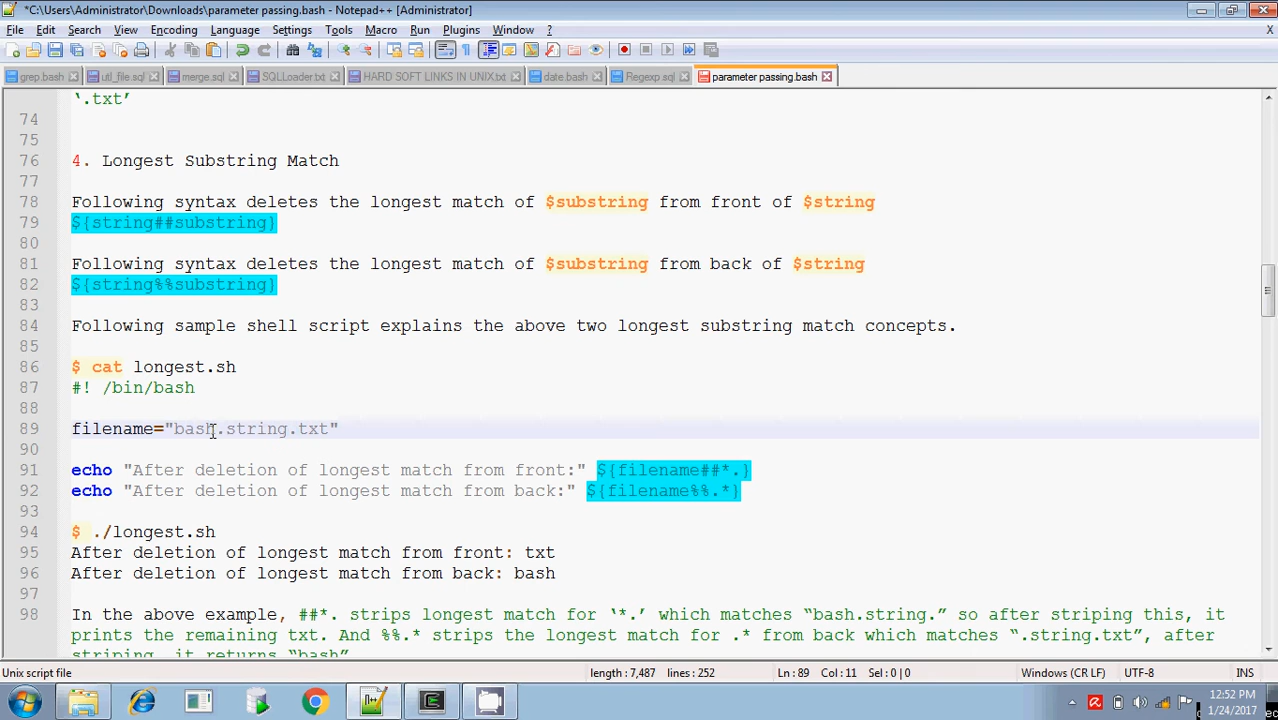 *C:\Users\Administrator\Downloads\parameter passing.bash - Notepad++ [Administrator]
File Edit Search View Encoding Language Settings Tools Macro Run Plugins Window ? X
grep.bash utl_file.sql merge.sql SQLLoader.txt HARD SOFT LINKS IN UNIX.txt date.bash Regexp.sql parameter passing.bash
‘.txt’
74
75
76 4. Longest Substring Match
77
78 Following syntax deletes the longest match of $substring from front of $string
79 ${string##substring}
80
81 Following syntax deletes the longest match of $substring from back of $string
82 ${string%%substring}
83
84 Following sample shell script explains the above two longest substring match concepts.
85
86 $ cat longest.sh
87 #! /bin/bash
88
89 filename="bash.string.txt"
90
91 echo "After deletion of longest match from front:" ${filename##*.}
92 echo "After deletion of longest match from back:" ${filename%%.*}
93
94 $ ./longest.sh
95 After deletion of longest match from front: txt
96 After deletion of longest match from back: bash
97
98 In the above example, ##*. strips longest match for ‘*.’ which matches “bash.string.” so after striping this, it
prints the remaining txt. And %%.* strips the longest match for .* from back which matches “.string.txt”, after
striping, it returns “bash”
Unix script file length : 7,487 lines : 252 Ln : 89 Col : 11 Sel : 0 | 0 Windows (CR LF) UTF-8 INS
12:52 PM
1/24/2017